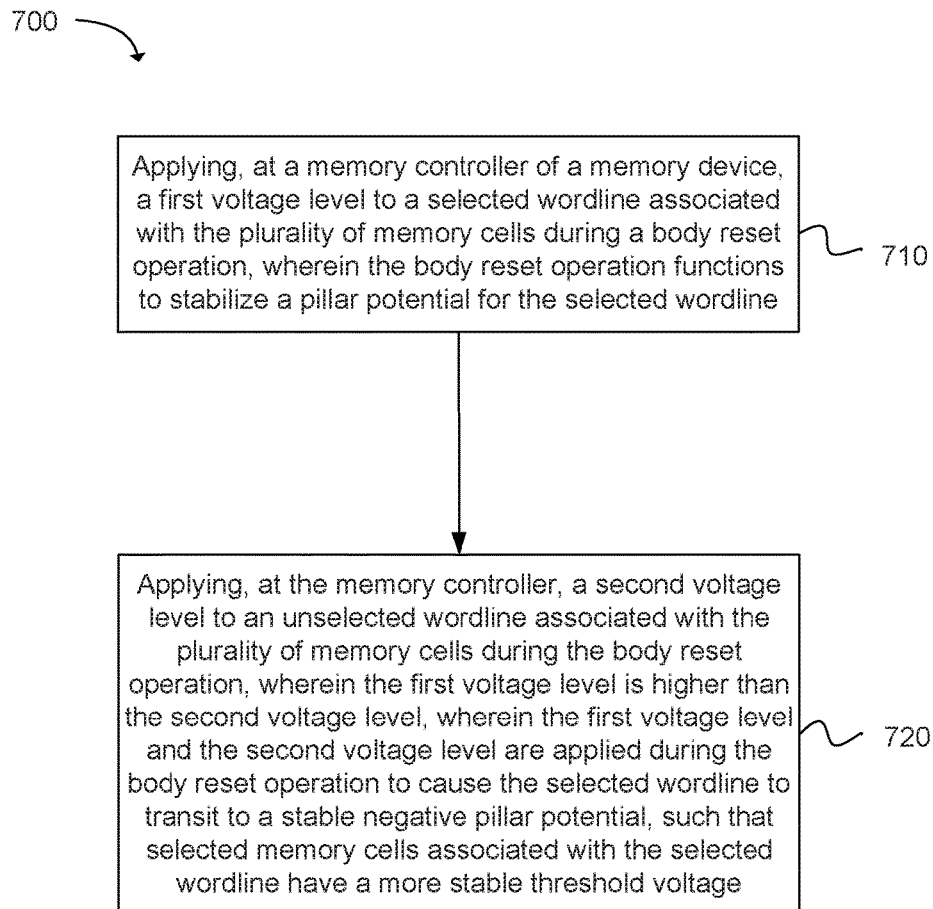 700
Applying, at a memory controller of a memory device,
a first voltage level to a selected wordline associated
with the plurality of memory cells during a body reset
operation, wherein the body reset operation functions
to stabilize a pillar potential for the selected wordline
710
Applying, at the memory controller, a second voltage
level to an unselected wordline associated with the
plurality of memory cells during the body reset
operation, wherein the first voltage level is higher than
the second voltage level, wherein the first voltage level
and the second voltage level are applied during the
body reset operation to cause the selected wordline to
transit to a stable negative pillar potential, such that
selected memory cells associated with the selected
wordline have a more stable threshold voltage
720